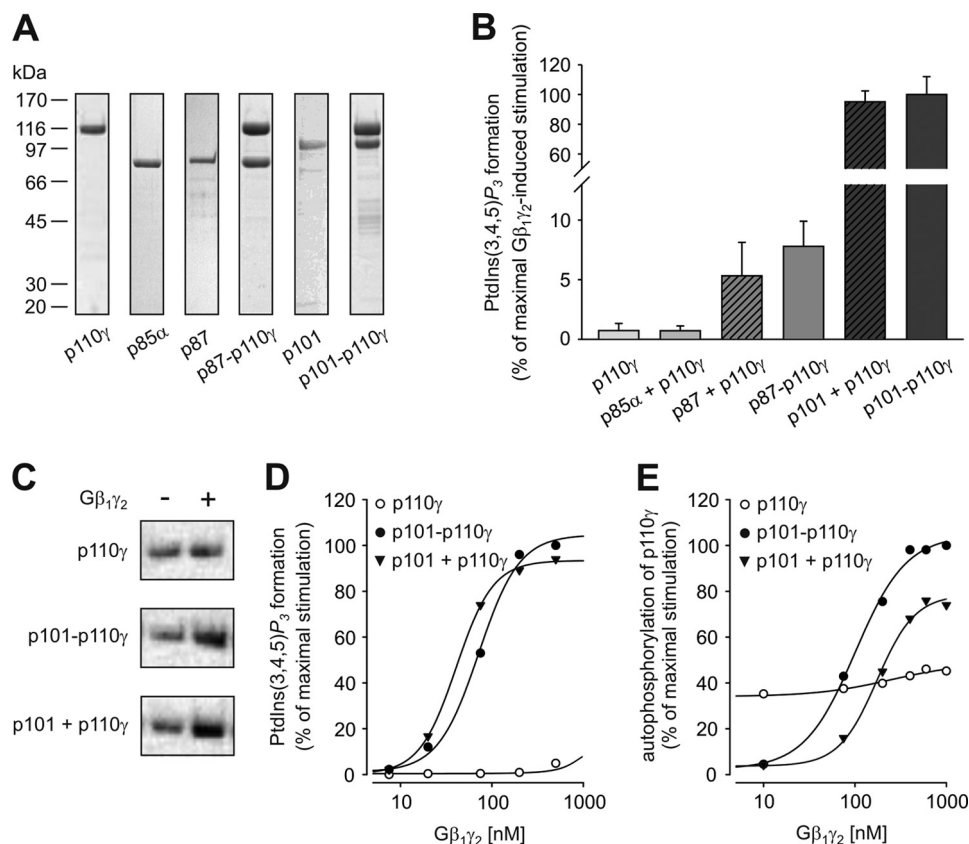 A
kDa
170
116
97
66
45
30
20
p110γ
p85α
p87
p87-p110γ
p101
p101-p110γ
B
PtdIns(3,4,5)P₃ formation
(% of maximal Gβ₁γ₂-induced stimulation)
120
100
80
60
10
5
0
p110γ
p85α + p110γ
p87 + p110γ
p87-p110γ
p101 + p110γ
p101-p110γ
C
Gβ₁γ₂ - +
p110γ
p101-p110γ
p101 + p110γ
D
PtdIns(3,4,5)P₃ formation
(% of maximal stimulation)
120
100
80
60
40
20
0
p110γ
p101-p110γ
p101 + p110γ
10 100 1000
Gβ₁γ₂ [nM]
E
autophosphorylation of p110γ
(% of maximal stimulation)
120
100
80
60
40
20
0
p110γ
p101-p110γ
p101 + p110γ
10 100 1000
Gβ₁γ₂ [nM]